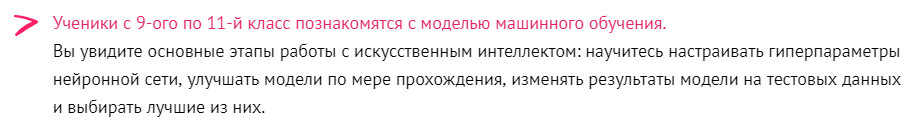 Ученики с 9-ого по 11-й класс познакомятся с моделью машинного обучения.
Вы увидите основные этапы работы с искусственным интеллектом: научитесь настраивать гиперпараметры
нейронной сети, улучшать модели по мере прохождения, изменять результаты модели на тестовых данных
и выбирать лучшие из них.